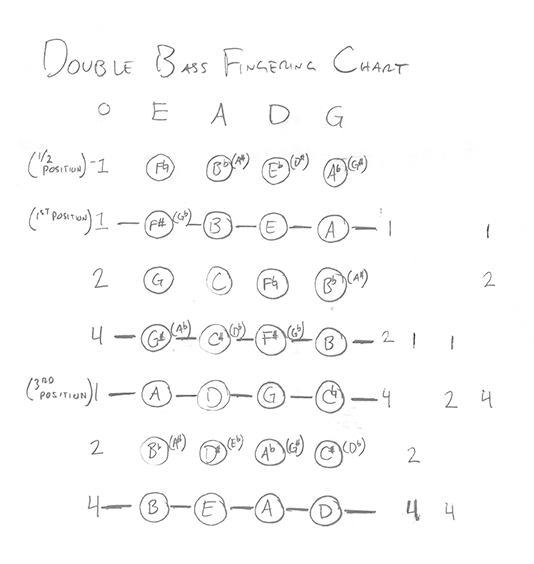 DOUBLE BASS FINGERING CHART
0 E A D G
(1/2 POSITION) -1 F♮ B♭(A#) E♭(D#) A♭(G#)
(1ST POSITION) 1 F#(G♭) B E A 1 1
2 G C F♮ B♭(A#) 2
4 G#(A♭) C#(D♭) F#(G♭) B 2 1 1
(3RD POSITION) 1 A D G C♮ 4 2 4
2 B♭(A#) D#(E♭) A♭(G#) C#(D♭) 2
4 B E A D 4 4